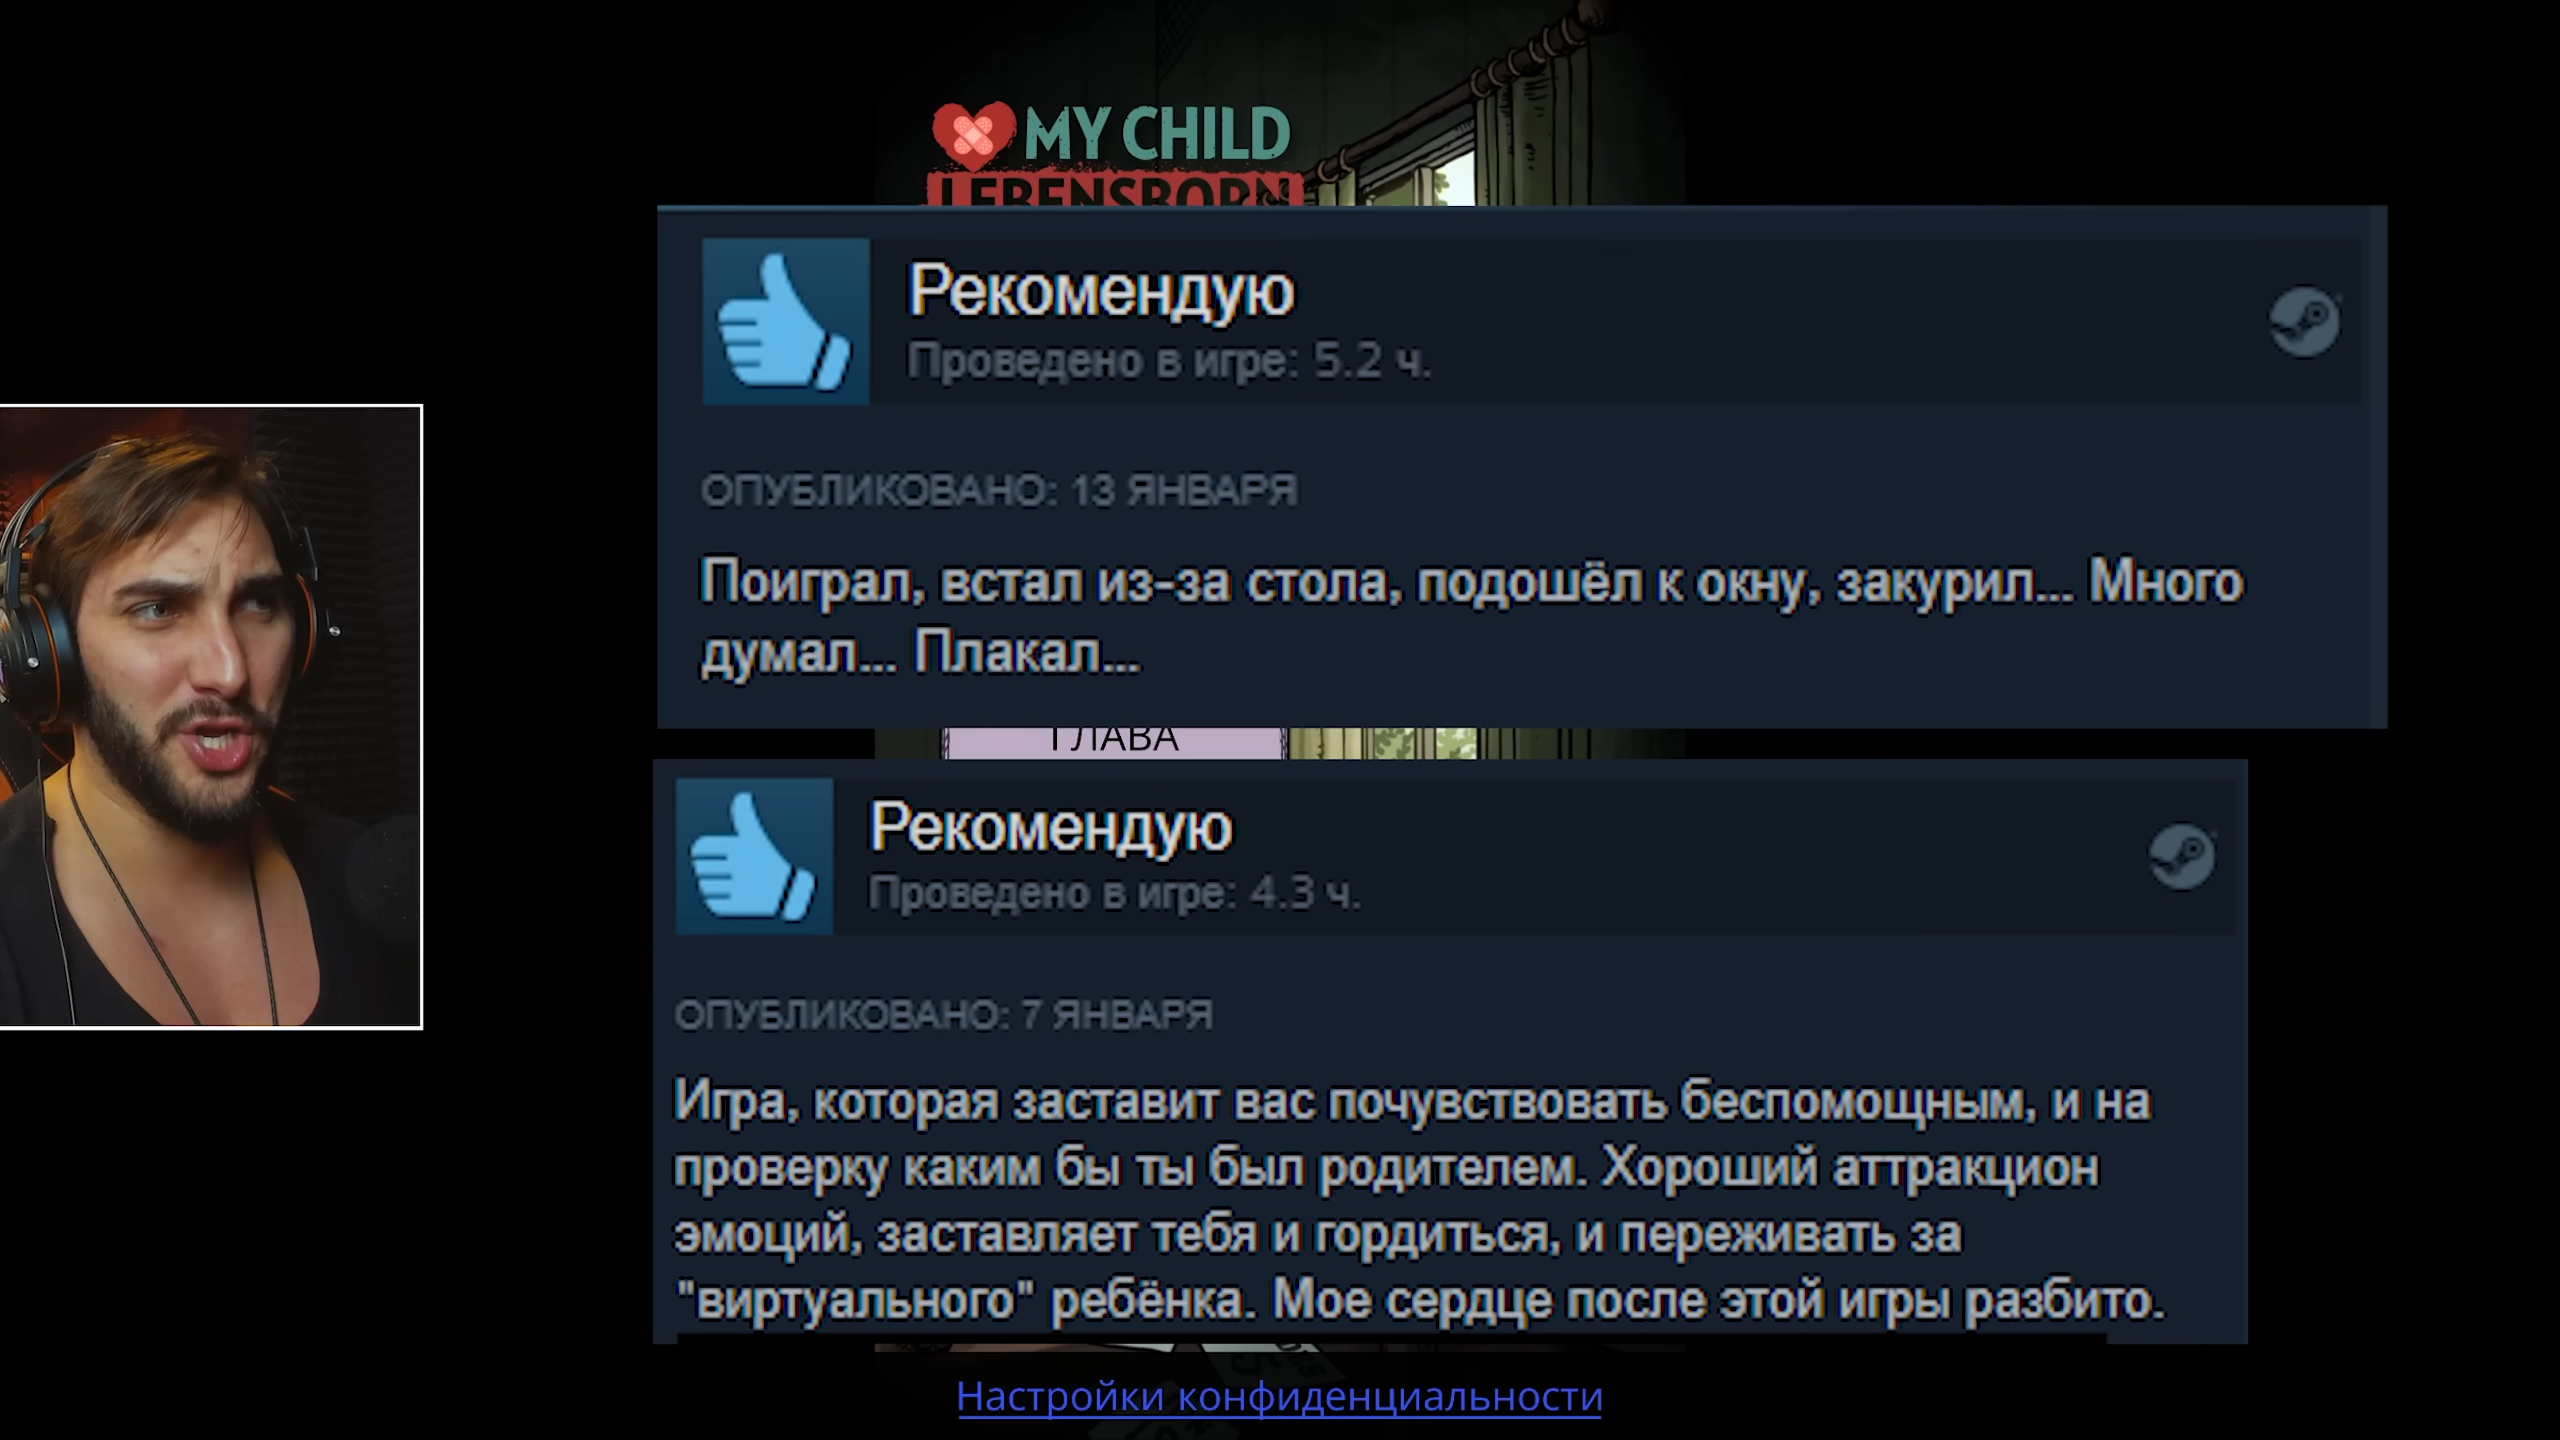 MY CHILD
LEBENSBORN
Рекомендую
Проведено в игре: 5.2 ч.
ОПУБЛИКОВАНО: 13 ЯНВАРЯ
Поиграл, встал из-за стола, подошёл к окну, закурил... Много
думал... Плакал...
ГЛАВА
Рекомендую
Проведено в игре: 4.3 ч.
ОПУБЛИКОВАНО: 7 ЯНВАРЯ
Игра, которая заставит вас почувствовать беспомощным, и на
проверку каким бы ты был родителем. Хороший аттракцион
эмоций, заставляет тебя и гордиться, и переживать за
"виртуального" ребёнка. Мое сердце после этой игры разбито.
Настройки конфиденциальности